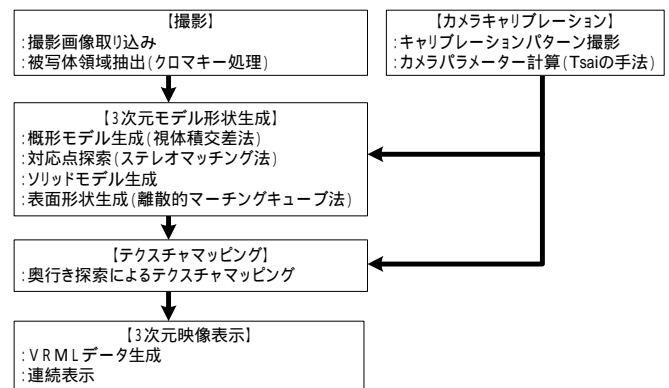 【撮影】
:撮影画像取り込み
:被写体領域抽出(クロマキー処理)
【カメラキャリブレーション】
:キャリブレーションパターン撮影
:カメラパラメーター計算(Tsaiの手法)
【3次元モデル形状生成】
:概形モデル生成(視体積交差法)
:対応点探索(ステレオマッチング法)
:ソリッドモデル生成
:表面形状生成(離散的マーチングキューブ法)
【テクスチャマッピング】
:奥行き探索によるテクスチャマッピング
【3次元映像表示】
:VRMLデータ生成
:連続表示